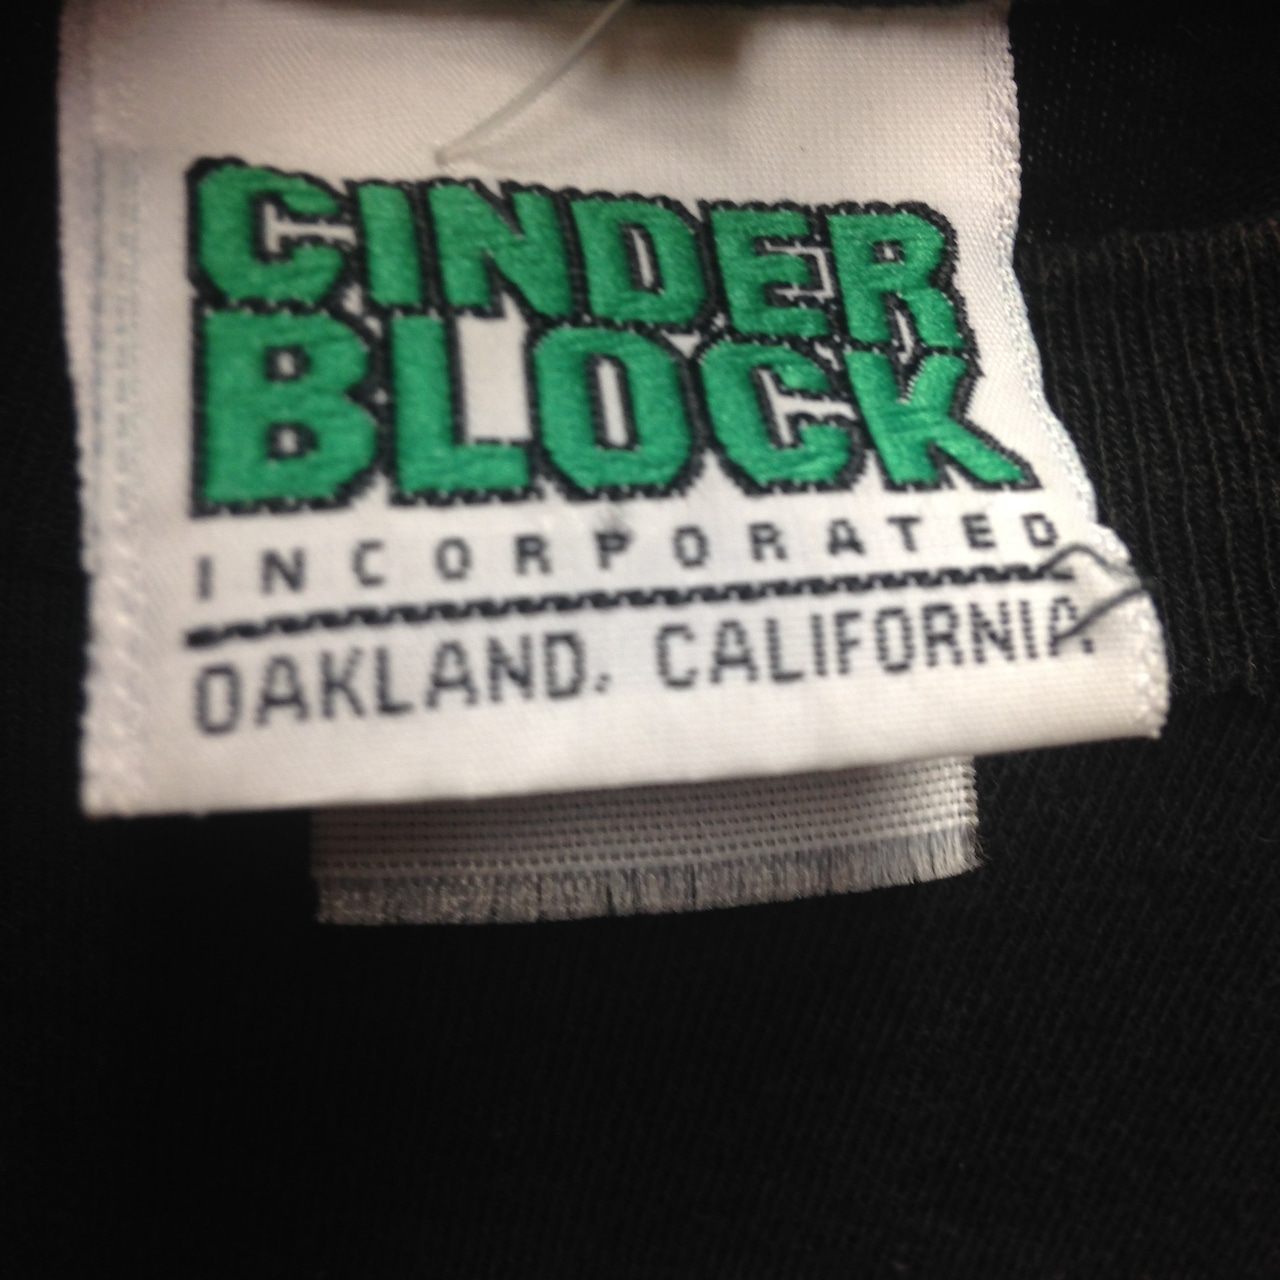 CINDER
BLOCK
INCORPORATED
OAKLAND, CALIFORNIA